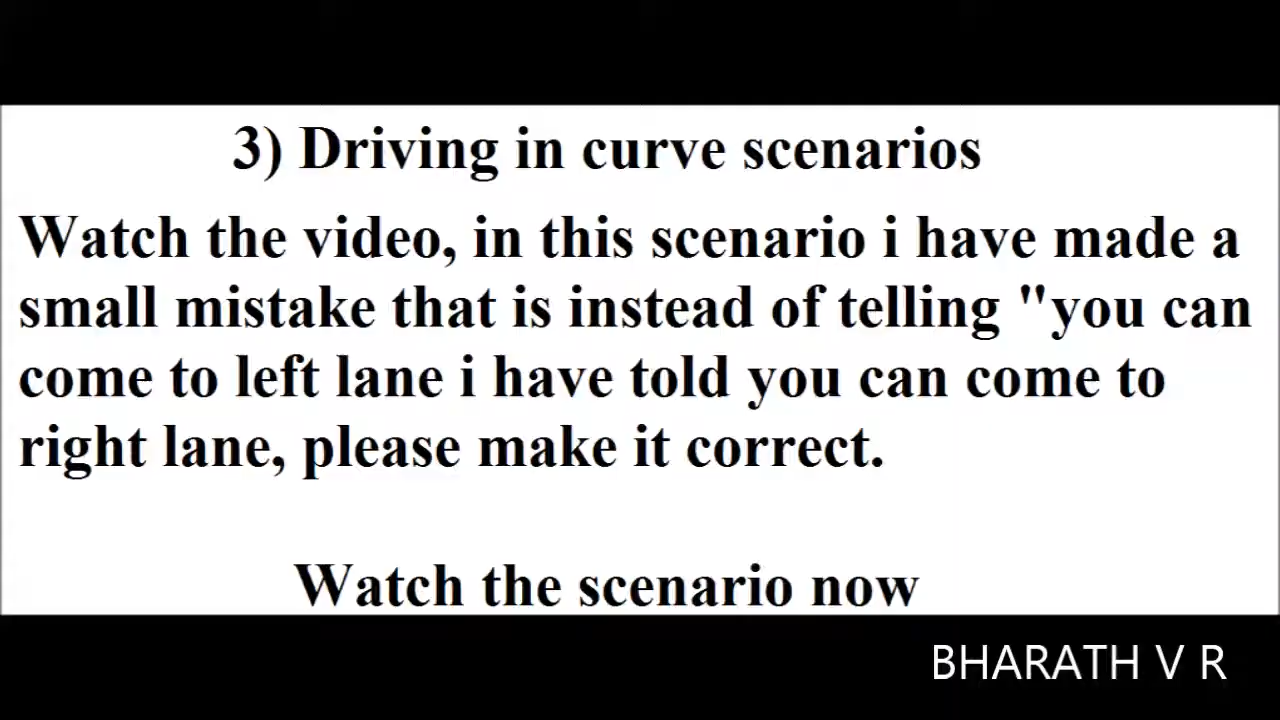 3) Driving in curve scenarios
Watch the video, in this scenario i have made a
small mistake that is instead of telling "you can
come to left lane i have told you can come to
right lane, please make it correct.
Watch the scenario now
BHARATH V R